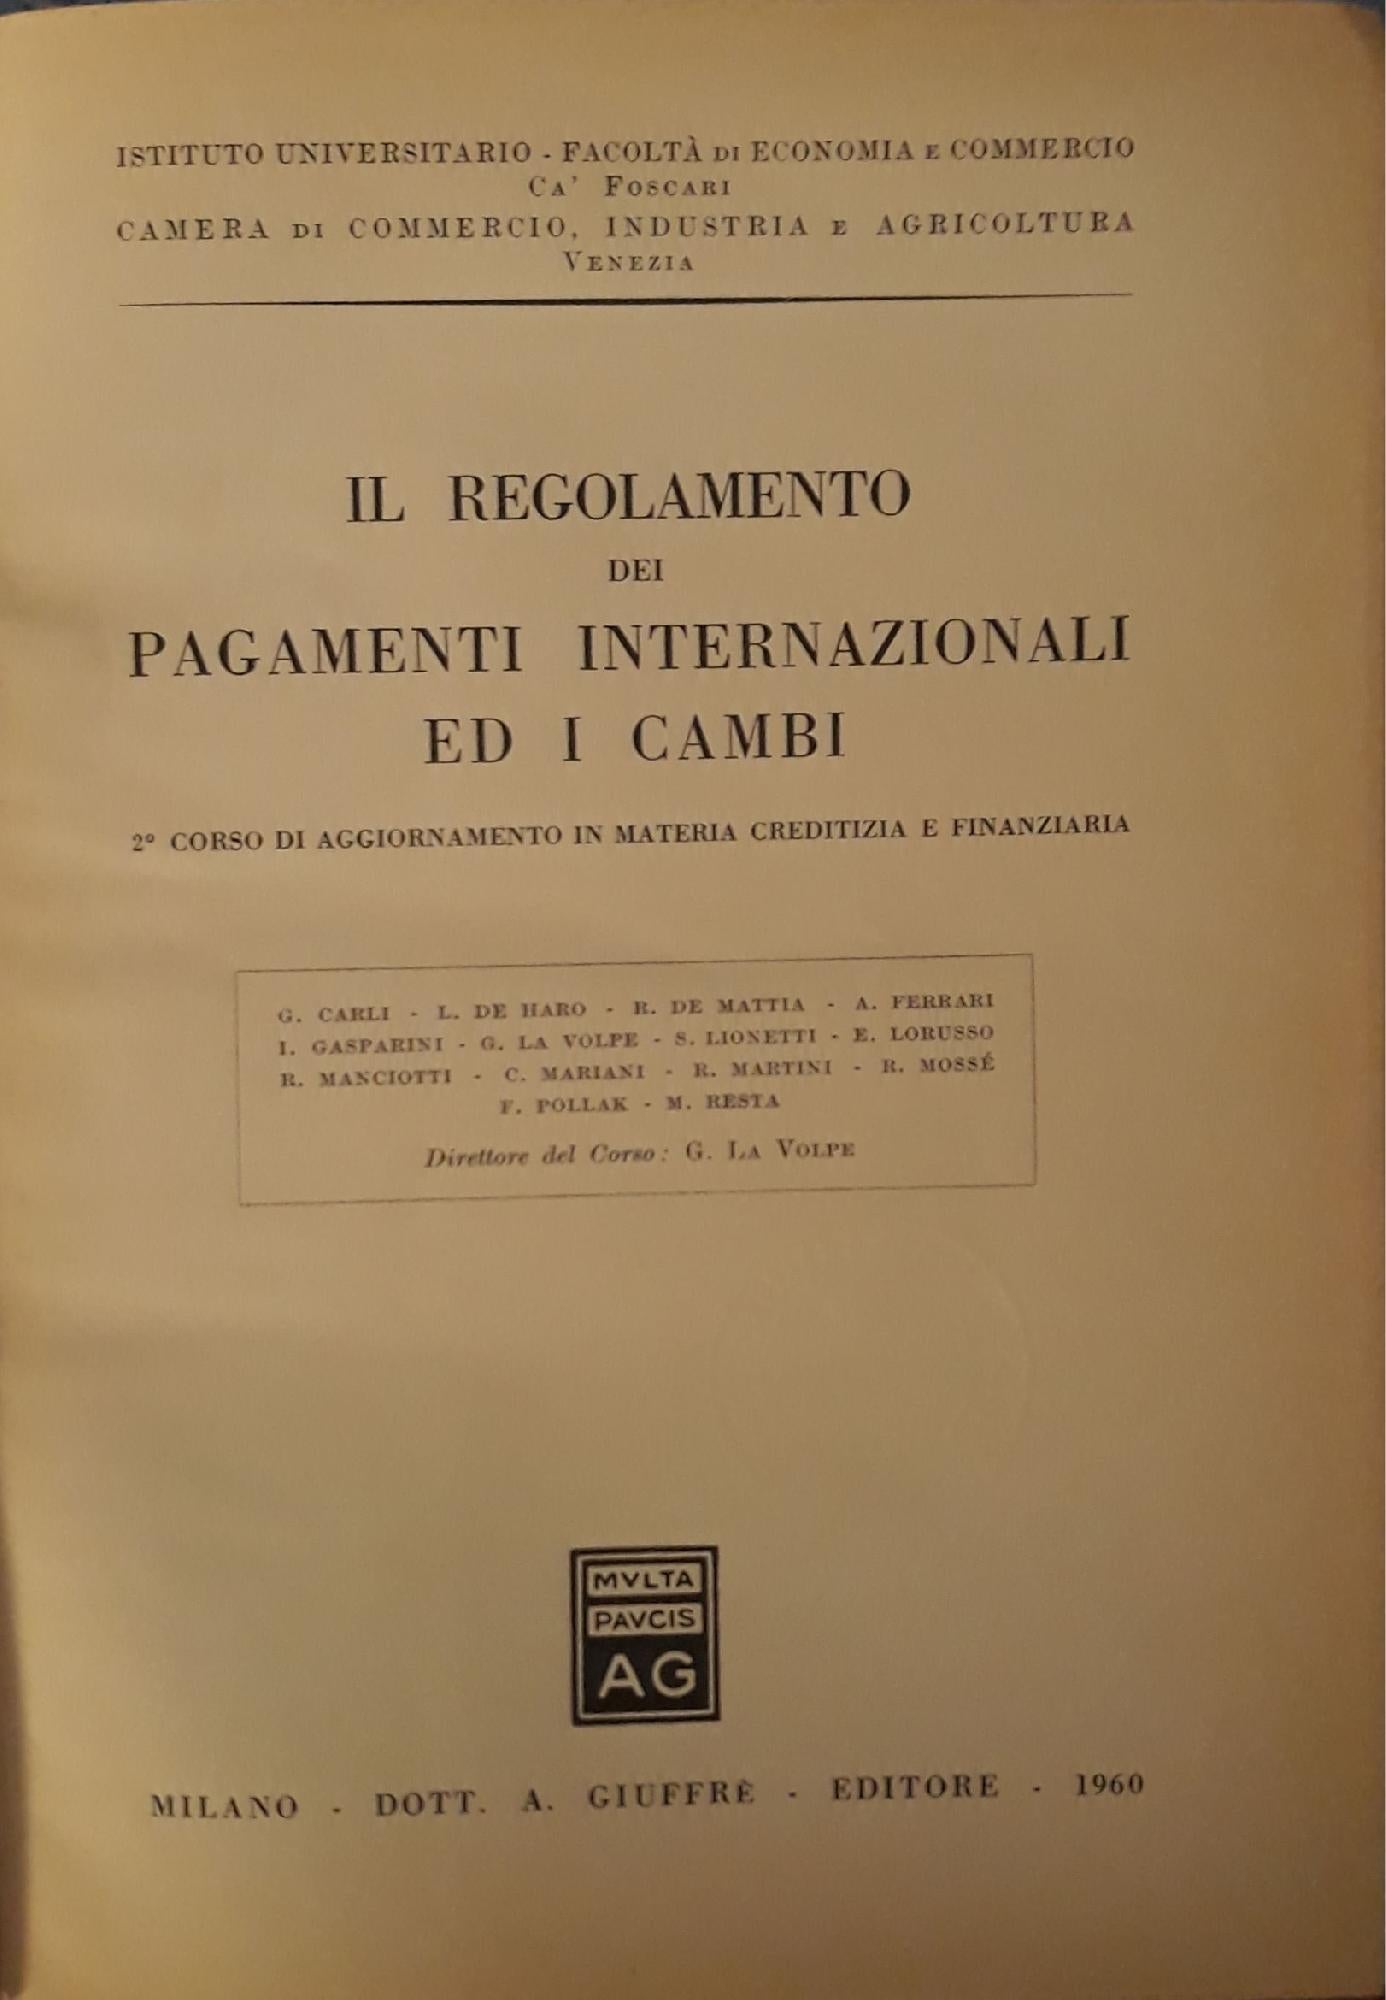 ISTITUTO UNIVERSITARIO - FACOLTÀ DI ECONOMIA E COMMERCIO
CA' FOSCARI
CAMERA DI COMMERCIO, INDUSTRIA E AGRICOLTURA
VENEZIA
IL REGOLAMENTO
DEI
PAGAMENTI INTERNAZIONALI
ED I CAMBI
2º CORSO DI AGGIORNAMENTO IN MATERIA CREDITIZIA E FINANZIARIA
G. CARLI - L. DE HARO - R. DE MATTIA - A. FERRARI
I. GASPARINI - G. LA VOLPE - S. LIONETTI - E. LORUSSO
R. MANCIOTTI - C. MARIANI - R. MARTINI - R. MOSSÉ
F. POLLAK - M. RESTA
Direttore del Corso: G. LA VOLPE
MVLTA
PAVCIS
AG
MILANO - DOTT. A. GIUFFRÈ - EDITORE - 1960